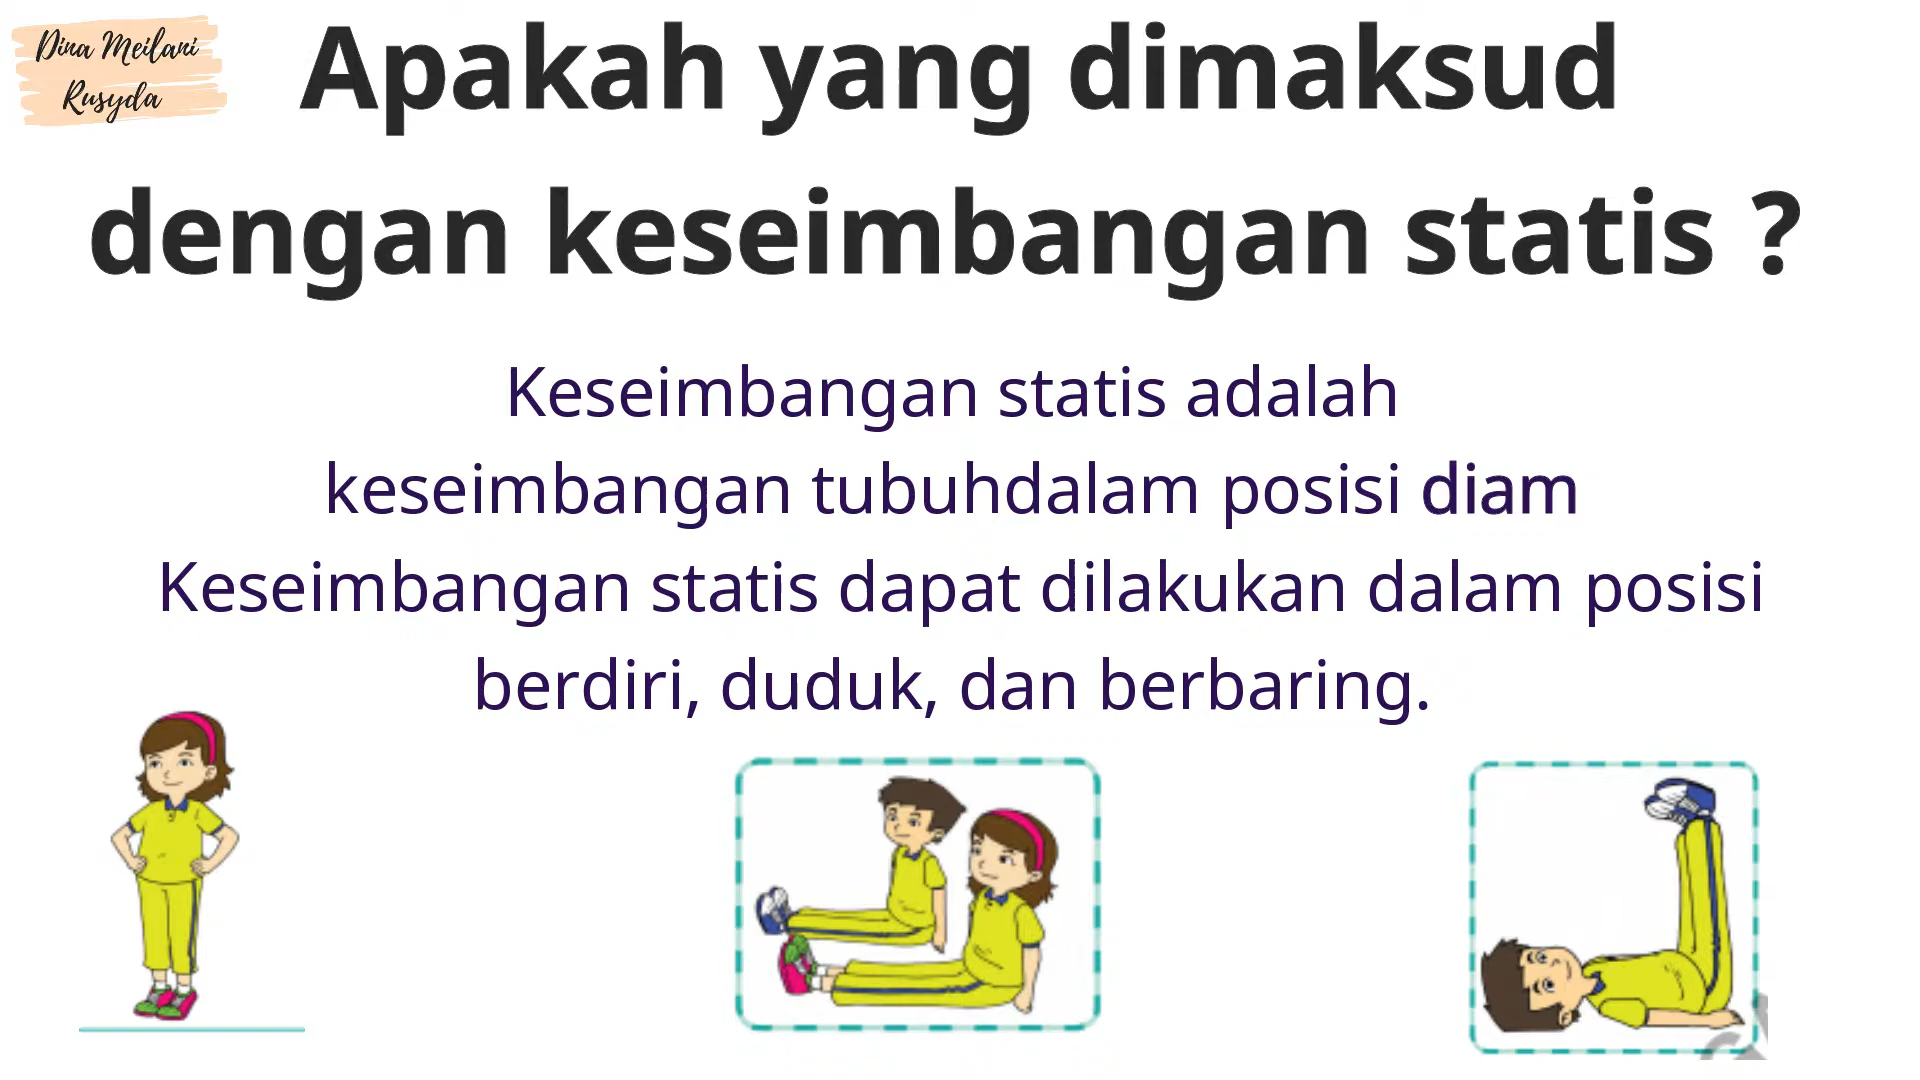 Dina Meilani
Rusyda
Apakah yang dimaksud
dengan keseimbangan statis ?
Keseimbangan statis adalah
keseimbangan tubuhdalam posisi diam
Keseimbangan statis dapat dilakukan dalam posisi
berdiri, duduk, dan berbaring.